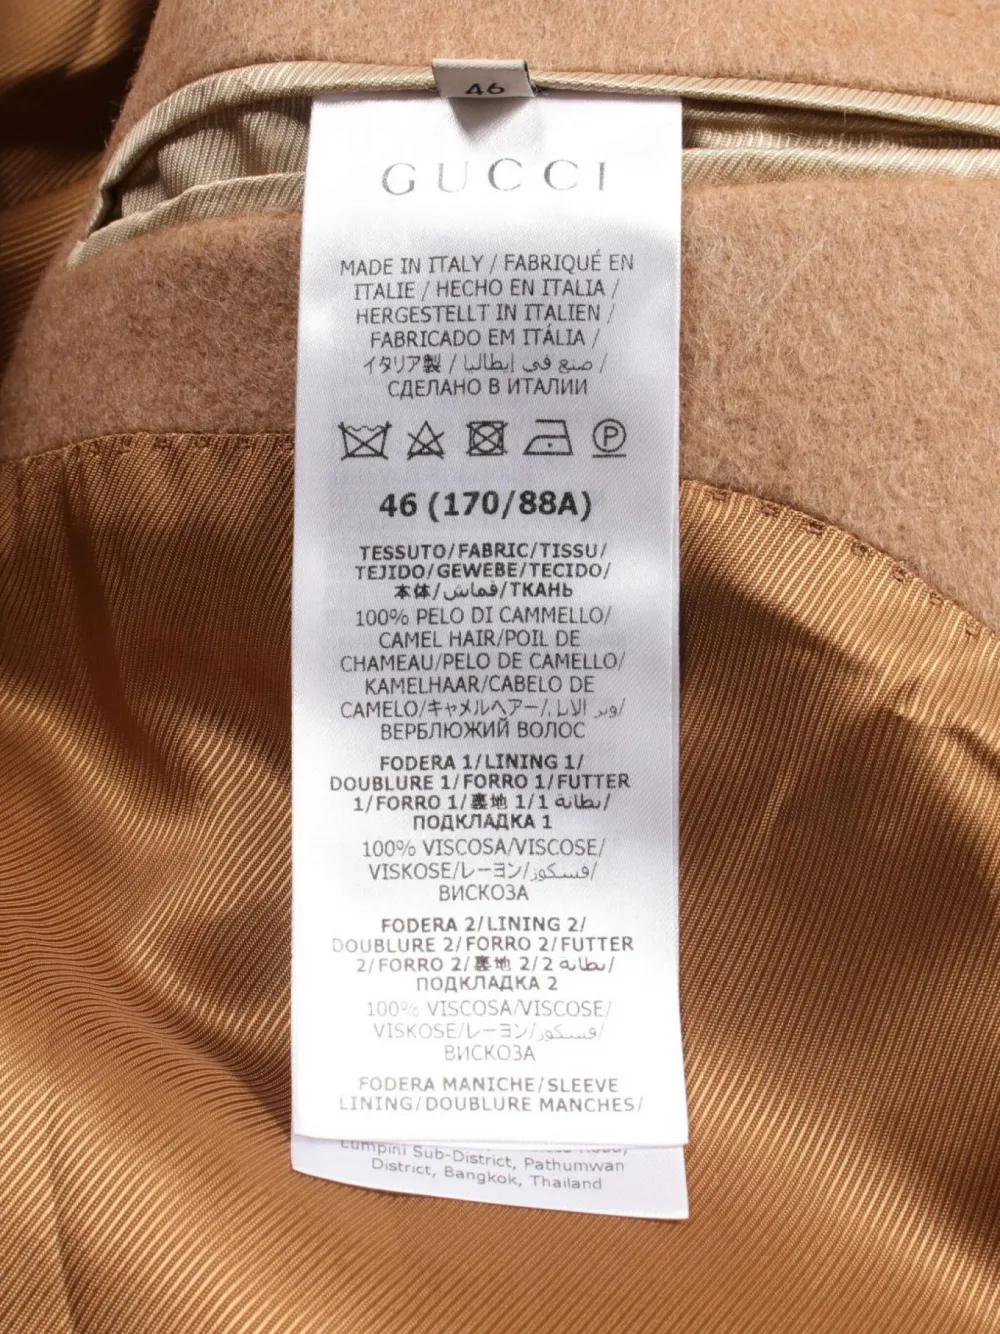 46
GUCCI
MADE IN ITALY / FABRIQUÉ EN
ITALIE / HECHO EN ITALIA /
HERGESTELLT IN ITALIEN /
FABRICADO EM ITÁLIA /
イタリア製 / صنع في إيطاليا /
СДЕЛАНО В ИТАЛИИ
P
46 (170/88A)
TESSUTO/FABRIC/TISSU/
TEJIDO/GEWEBE/TECIDO/
本体/قماش/ТКАНЬ
100% PELO DI CAMMELLO/
CAMEL HAIR/POIL DE
CHAMEAU/PELO DE CAMELLO/
KAMELHAAR/CABELO DE
CAMELO/キャメルヘアー/وبر الإبل/
ВЕРБЛЮЖИЙ ВОЛОС
FODERA 1/LINING 1/
DOUBLURE 1/FORRO 1/FUTTER
1/FORRO 1/裏地 1/1 بطانة/
ПОДКЛАДКА 1
100% VISCOSA/VISCOSE/
VISKOSE/レーヨン/فسكوز/
ВИСКОЗА
FODERA 2/LINING 2/
DOUBLURE 2/FORRO 2/FUTTER
2/FORRO 2/裏地 2/2 بطانة/
ПОДКЛАДКА 2
100% VISCOSA/VISCOSE/
VISKOSE/レーヨン/فسكوز/
ВИСКОЗА
FODERA MANICHE/SLEEVE
LINING/DOUBLURE MANCHES/
Lumpini Sub-District, Pathumwan
District, Bangkok, Thailand